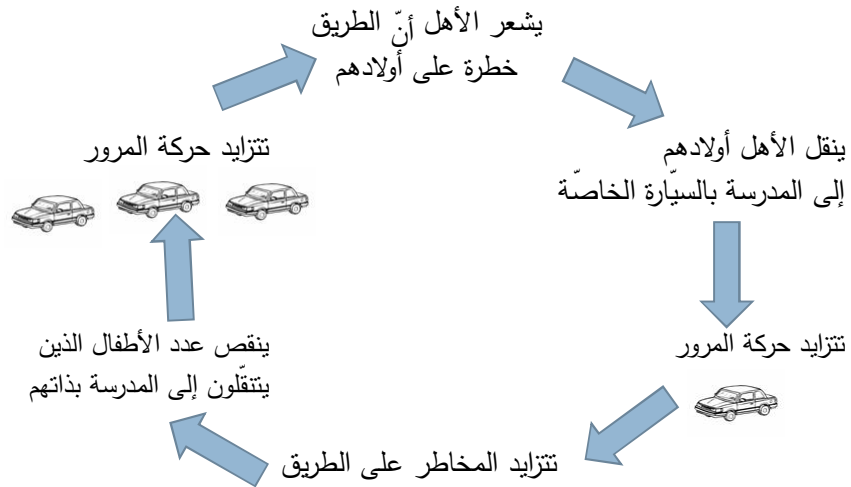 يشعر الأهل أنّ الطريق
خطرة على أولادهم
ينقل الأهل أولادهم
إلى المدرسة بالسيّارة الخاصّة
تتزايد حركة المرور
تتزايد المخاطر على الطريق
ينقص عدد الأطفال الذين
يتنقّلون إلى المدرسة بذاتهم
تتزايد حركة المرور